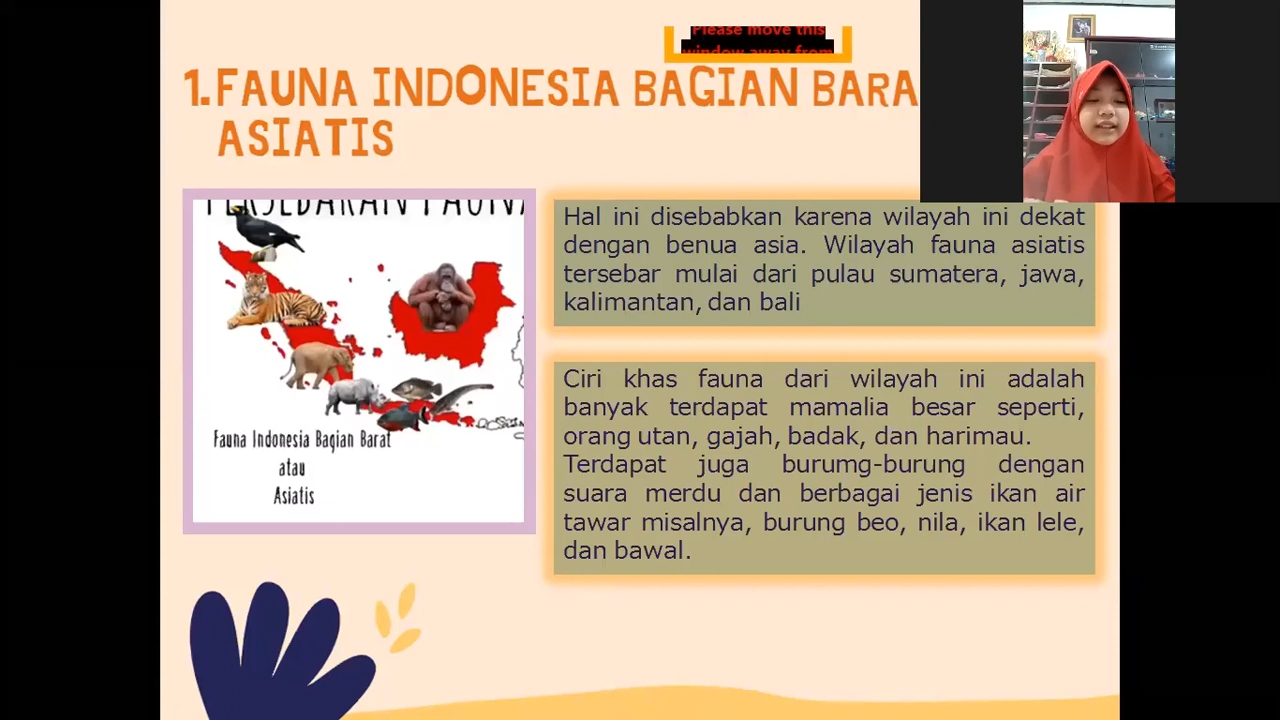 Please move this
window away from
1. FAUNA INDONESIA BAGIAN BARA
ASIATIS
PERSEBARAN FAUNA
Fauna Indonesia Bagian Barat
atau
Asiatis
Hal ini disebabkan karena wilayah ini dekat
dengan benua asia. Wilayah fauna asiatis
tersebar mulai dari pulau sumatera, jawa,
kalimantan, dan bali
Ciri khas fauna dari wilayah ini adalah
banyak terdapat mamalia besar seperti,
orang utan, gajah, badak, dan harimau.
Terdapat juga burumg-burung dengan
suara merdu dan berbagai jenis ikan air
tawar misalnya, burung beo, nila, ikan lele,
dan bawal.